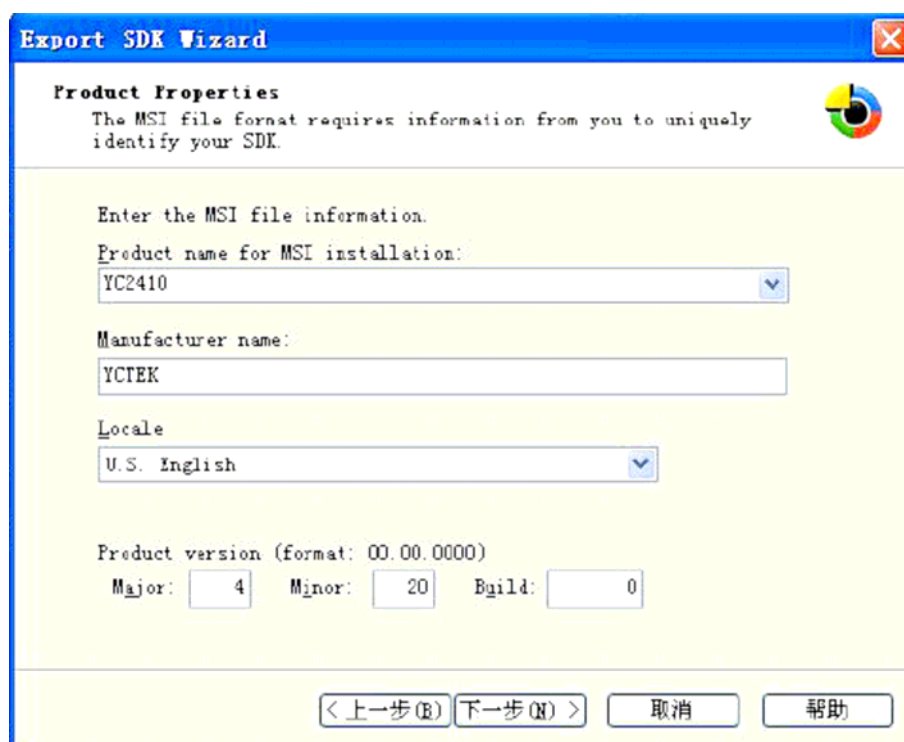 Export SDK Wizard
Product Properties
The MSI file format requires information from you to uniquely
identify your SDK.
Enter the MSI file information.
Product name for MSI installation:
YC2410
Manufacturer name:
YCTEK
Locale
U.S. English
Product version (format: 00.00.0000)
Major: 4 Minor: 20 Build: 0
< 上一步(B) 下一步(N) > 取消 帮助